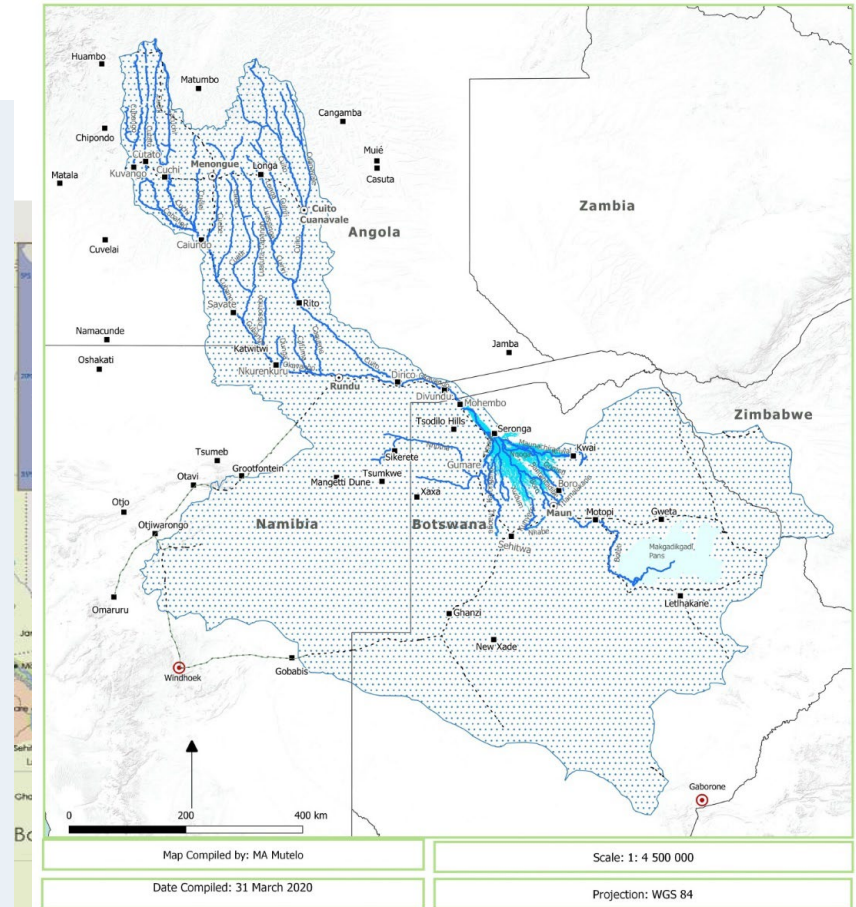 Huambo
Matumbo
Cangamba
Chipondo
Muié
Casuta
Cutato
Kuvango
Cuchi
Menongue
Longa
Matala
Cuito
Cuanavale
Angola
Zambia
Cuvelai
Caiundo
Savate
Rito
Namacunde
Katwitwi
Jamba
Oshakati
Nkurenkuru
Rundu
Dirico
Divundu
Mohembo
Zimbabwe
Tsodilo Hills
Seronga
Tsumeb
Sikerete
Kwai
Grootfontein
Gumare
Otavi
Mangetti Dune
Tsumkwe
Boro
Xaxa
Otjo
Maun
Motopi
Gweta
Otjiwarongo
Namibia
Botswana
Sehitwa
Nhabe
Boteti
Makgadikgadi,
Pans
Omaruru
Letlhakane
Ghanzi
New Xade
Windhoek
Gobabis
Gaborone
0
200
400 km
Map Compiled by: MA Mutelo
Scale: 1: 4 500 000
Date Compiled: 31 March 2020
Projection: WGS 84